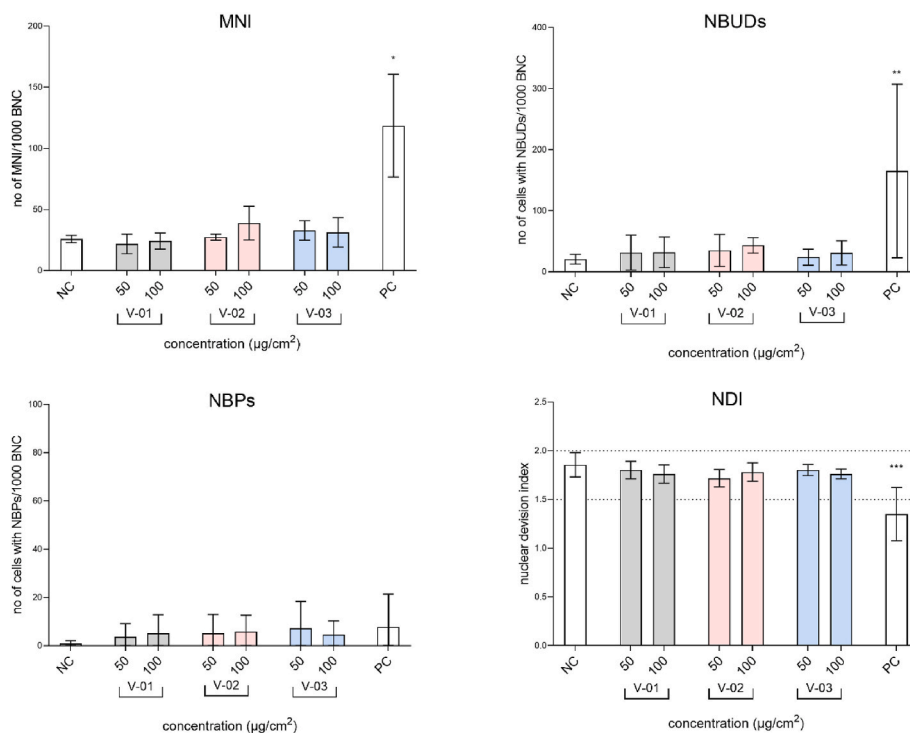 MNI
no of MNI/1000 BNC
200
150
100
50
0
*
NC
50
100
50
100
50
100
PC
V-01
V-02
V-03
concentration (µg/cm²)
NBUDs
no of cells with NBUDs/1000 BNC
400
300
200
100
0
**
NC
50
100
50
100
50
100
PC
V-01
V-02
V-03
concentration (µg/cm²)
NBPs
no of cells with NBPs/1000 BNC
100
80
60
40
20
0
NC
50
100
50
100
50
100
PC
V-01
V-02
V-03
concentration (µg/cm²)
NDI
nuclear devision index
2.5
2.0
1.5
1.0
0.5
0.0
***
NC
50
100
50
100
50
100
PC
V-01
V-02
V-03
concentration (µg/cm²)